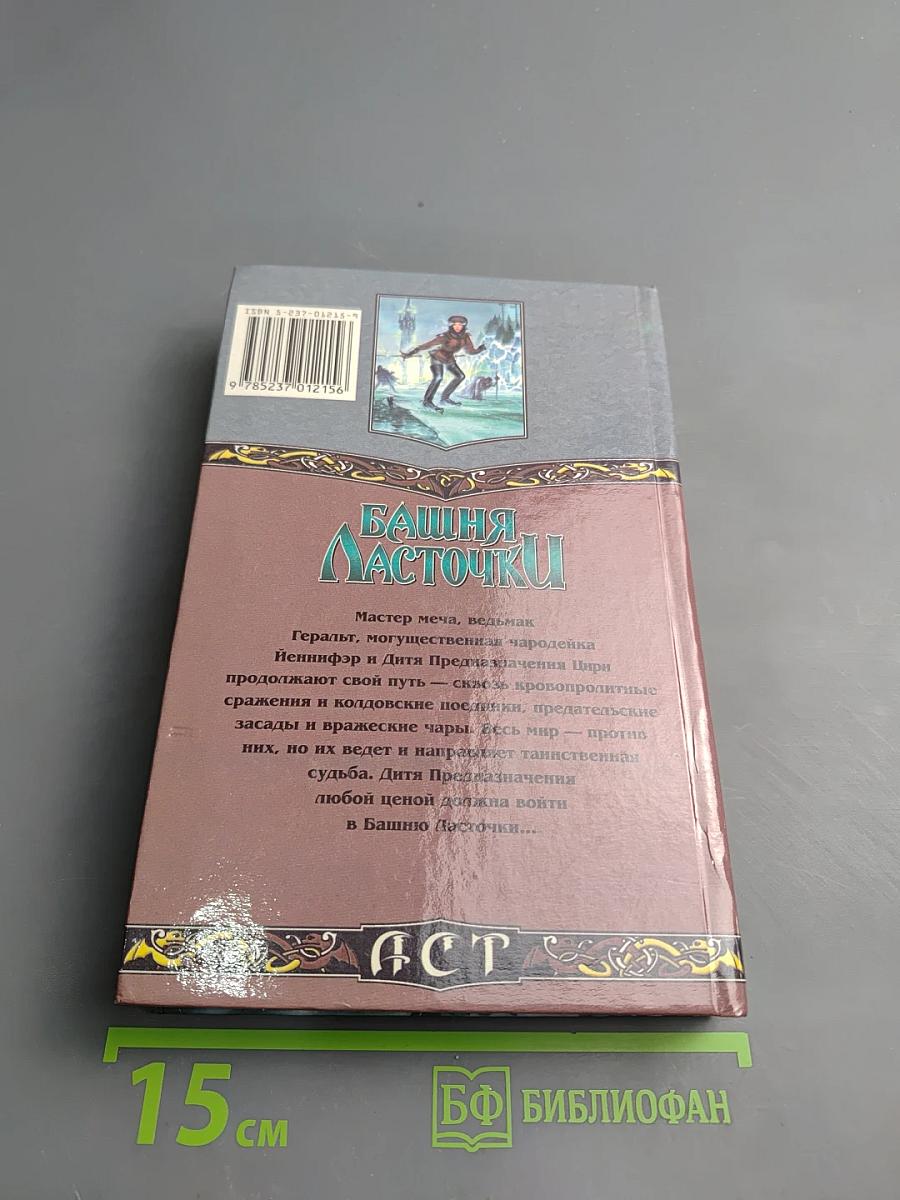 ISBN 5-237-01215-9
9 785237 012156
БАШНЯ
ЛАСТОЧКИ
Мастер меча, ведьмак
Геральт, могущественная чародейка
Йеннифэр и Дитя Предназначения Цири
продолжают свой путь — сквозь кровопролитные
сражения и колдовские поединки, предательские
засады и вражеские чары. Весь мир — против
них, но их ведет и направляет таинственная
судьба. Дитя Предназначения
любой ценой должна войти
в Башню Ласточки...
АСТ
15 см
БФ БИБЛИОФАН